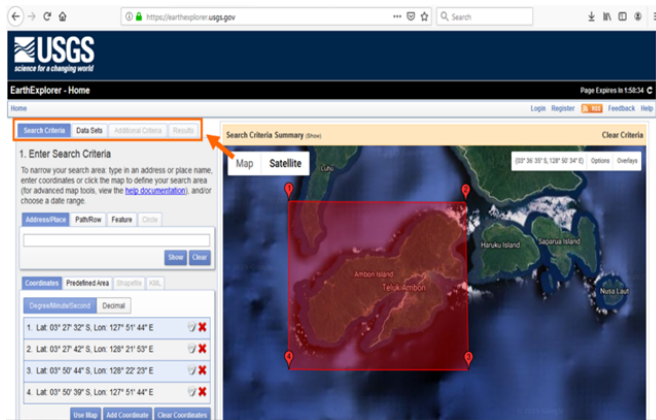 https://earthexplorer.usgs.gov
Search
USGS
science for a changing world
EarthExplorer - Home
Page Expires In 1:58:34
Home
Login Register RSS Feedback Help
Search Criteria Data Sets Additional Criteria Results
Search Criteria Summary (Show)
Clear Criteria
1. Enter Search Criteria
To narrow your search area: type in an address or place name,
enter coordinates or click the map to define your search area
(for advanced map tools, view the help documentation), and/or
choose a date range.
Address/Place Path/Row Feature Circle
Show Clear
Coordinates Predefined Area Shapefile KML
Degree/Minute/Second Decimal
1. Lat: 03° 27' 32" S, Lon: 127° 51' 44" E
2. Lat: 03° 27' 42" S, Lon: 128° 21' 53" E
3. Lat: 03° 50' 44" S, Lon: 128° 22' 23" E
4. Lat: 03° 50' 39" S, Lon: 127° 51' 44" E
Use Map Add Coordinate Clear Coordinates
Map Satellite
(03° 36' 35" S, 128° 50' 34" E) Options Overlays
Luhu
1
2
Haruku Island
Saparua Island
Ambon Island
Teluk Ambon
Nusa Laut
4
3